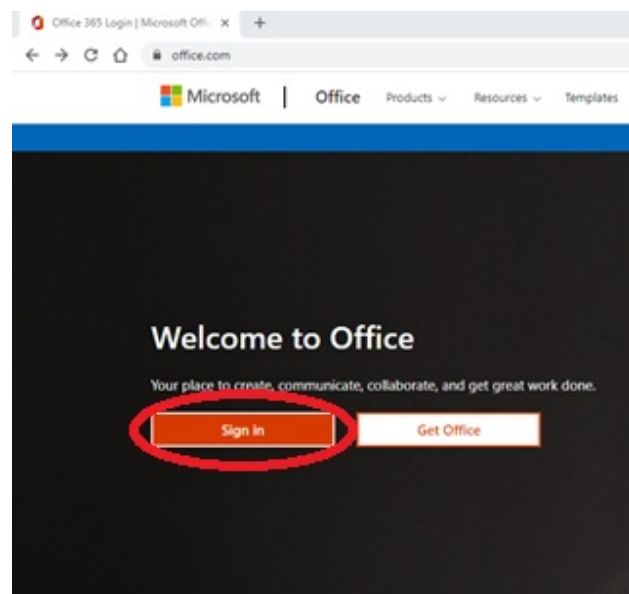 Office 365 Login | Microsoft Offi
office.com
Microsoft | Office Products Resources Templates
Welcome to Office
Your place to create, communicate, collaborate, and get great work done.
Sign in Get Office